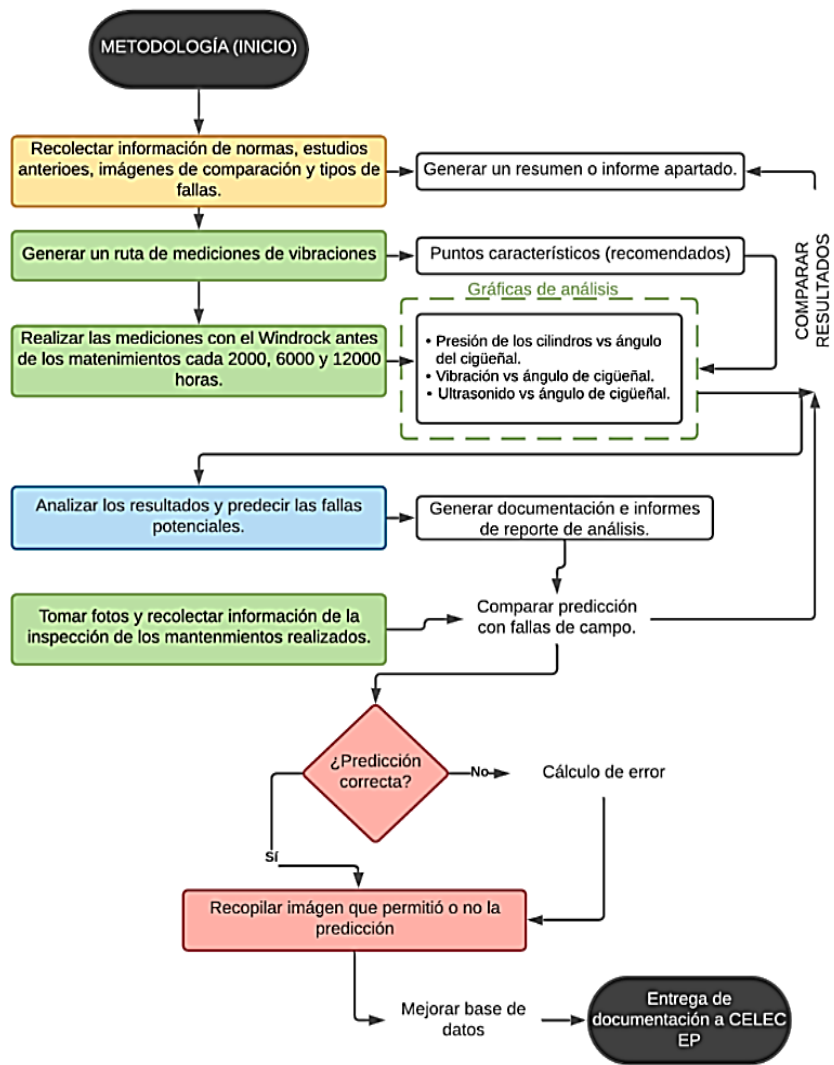 METODOLOGÍA (INICIO)
Recolectar información de normas, estudios
anterioes, imágenes de comparación y tipos de
fallas.
Generar un resumen o informe apartado.
COMPARAR
RESULTADOS
Generar un ruta de mediciones de vibraciones
Puntos característicos (recomendados)
Gráficas de análisis
Realizar las mediciones con el Windrock antes
de los matenimientos cada 2000, 6000 y 12000
horas.
• Presión de los cilindros vs ángulo
del cigüeñal.
• Vibración vs ángulo de cigüeñal.
• Ultrasonido vs ángulo de cigüeñal.
Analizar los resultados y predecir las fallas
potenciales.
Generar documentación e informes
de reporte de análisis.
Tomar fotos y recolectar información de la
inspección de los mantenmientos realizados.
Comparar predicción
con fallas de campo.
¿Predicción
correcta?
No
Cálculo de error
Sí
Recopilar imágen que permitió o no la
predicción
Mejorar base de
datos
Entrega de
documentación a CELEC
EP